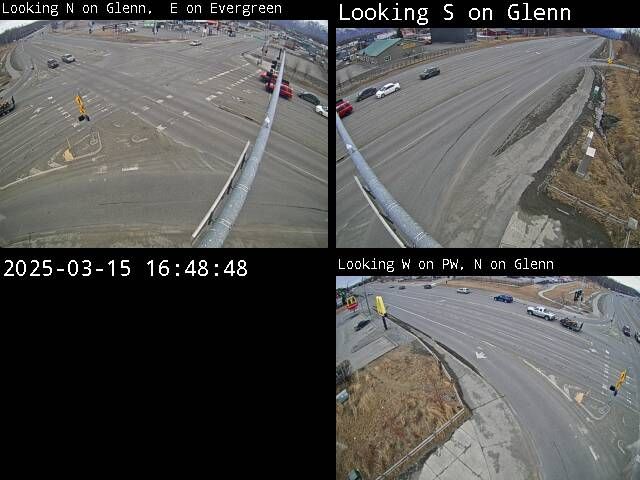 Looking N on Glenn,  E on Evergreen
Looking S on Glenn
2025-03-15 16:48:48
Looking W on PW, N on Glenn